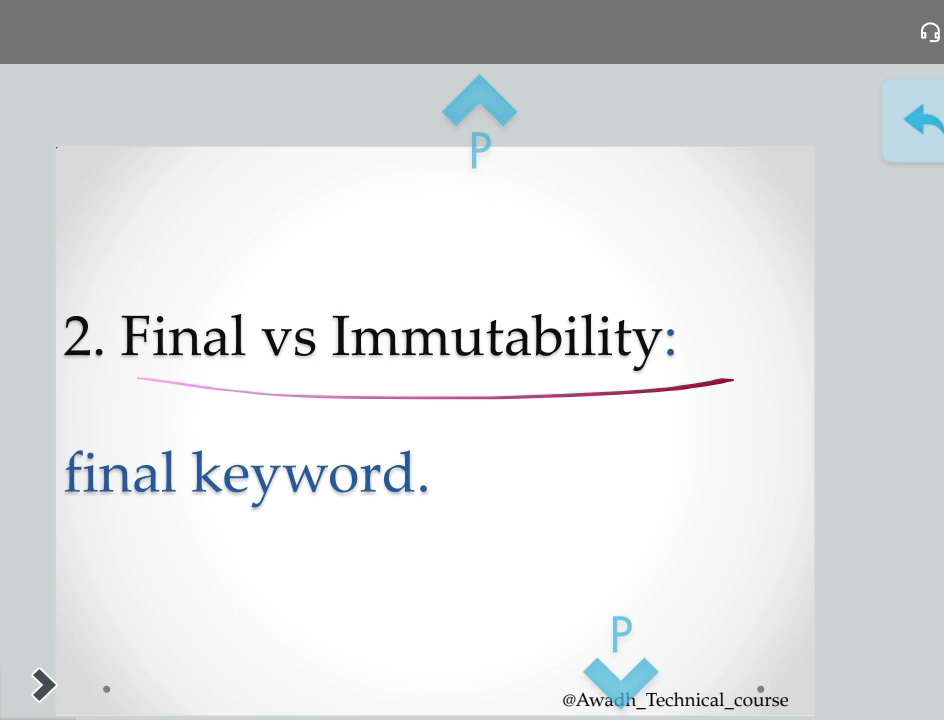 P
2. Final vs Immutability:
final keyword.
P
@Awadh_Technical_course